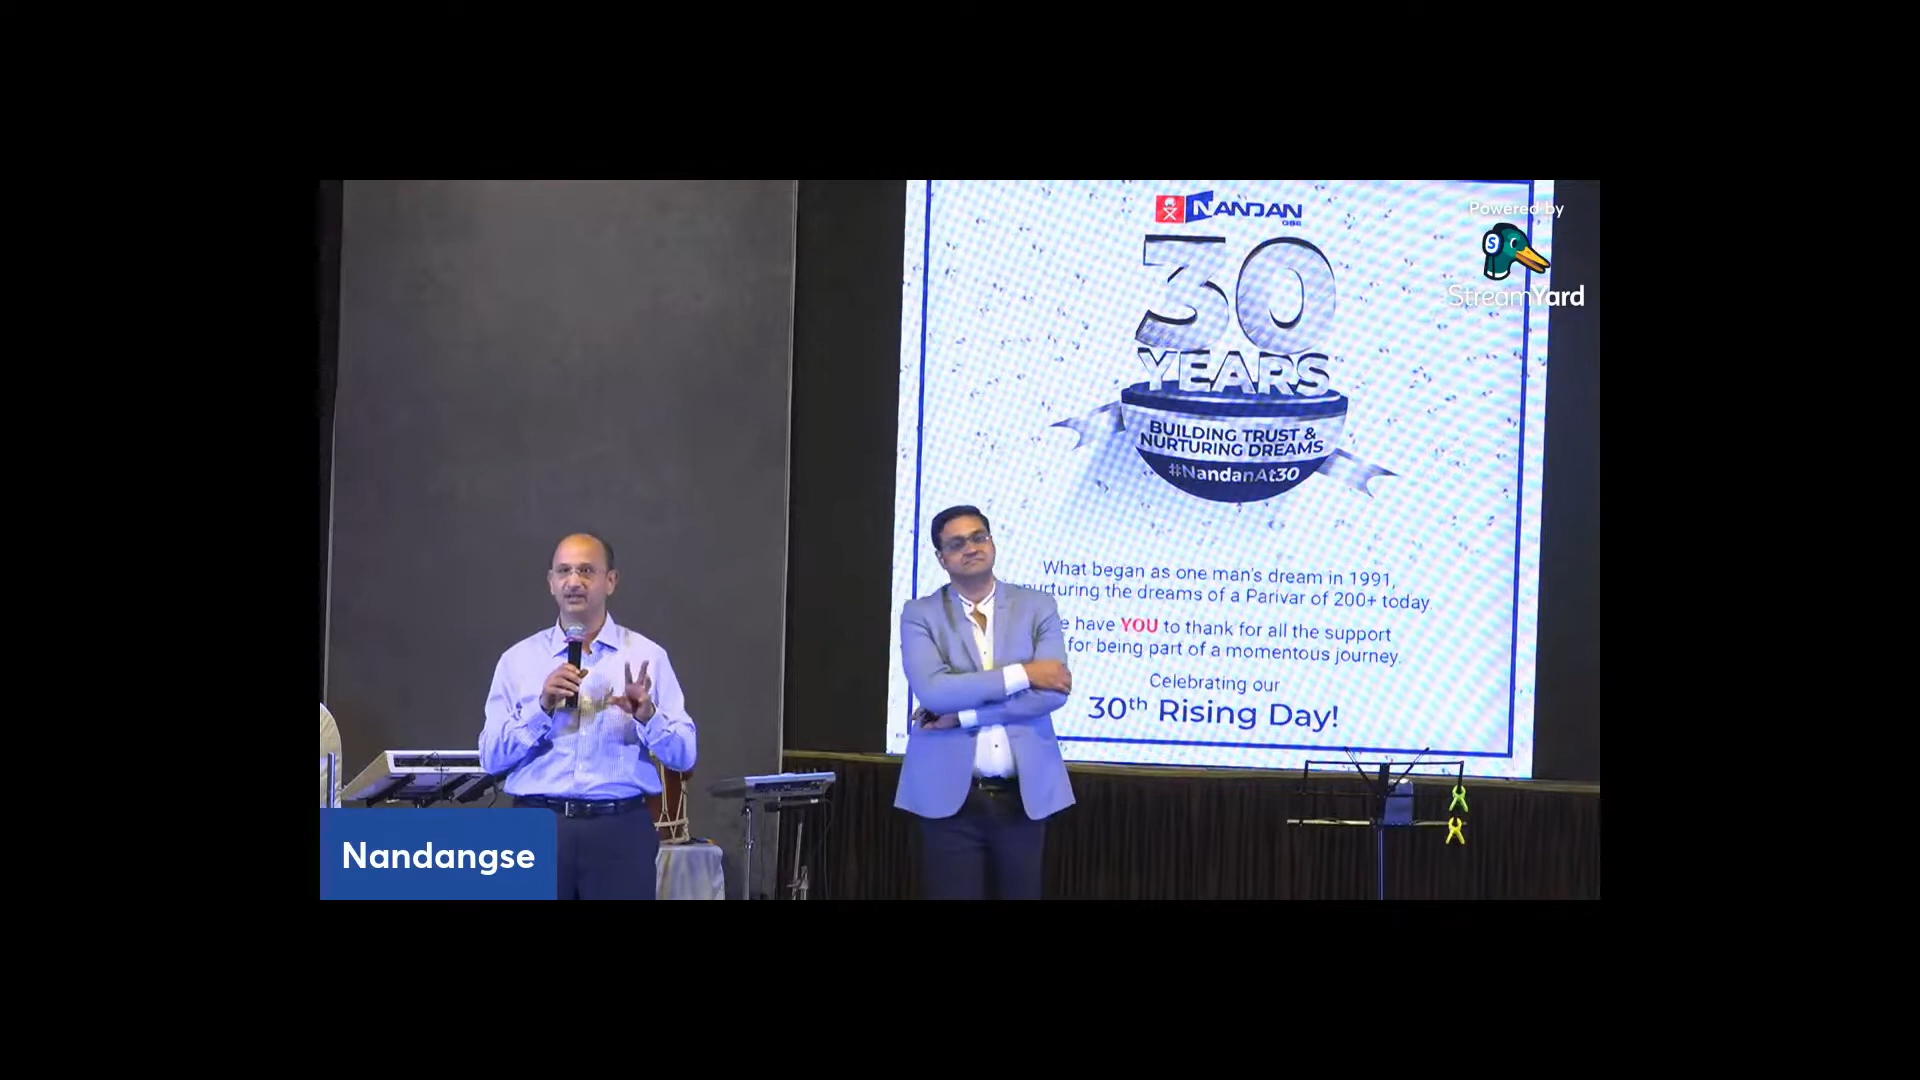 NANDAN
GSE
30
YEARS
BUILDING TRUST &
NURTURING DREAMS
#NandanAt30
What began as one man's dream in 1991,
nurturing the dreams of a Parivar of 200+ today.
have YOU to thank for all the support
for being part of a momentous journey.
Celebrating our
30th Rising Day!
Powered by
S
StreamYard
Nandangse